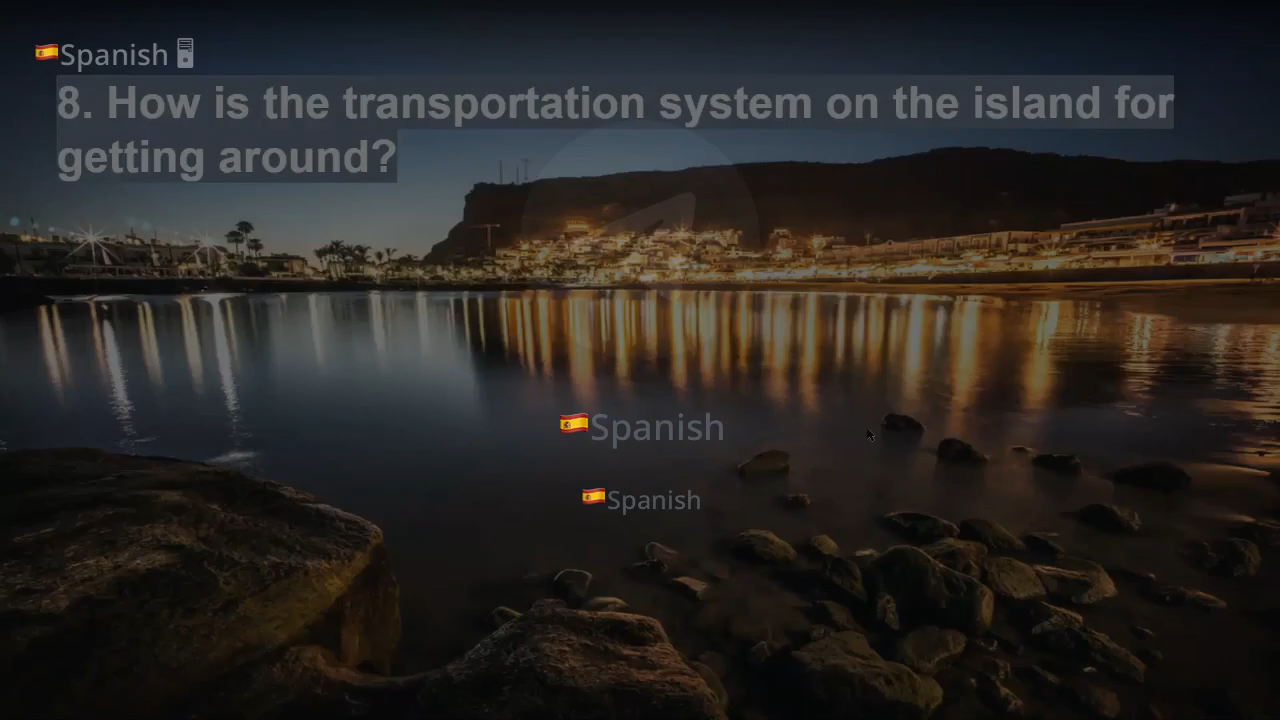 🇪🇸Spanish🖥
8. How is the transportation system on the island for
getting around?
🇪🇸Spanish
🇪🇸Spanish